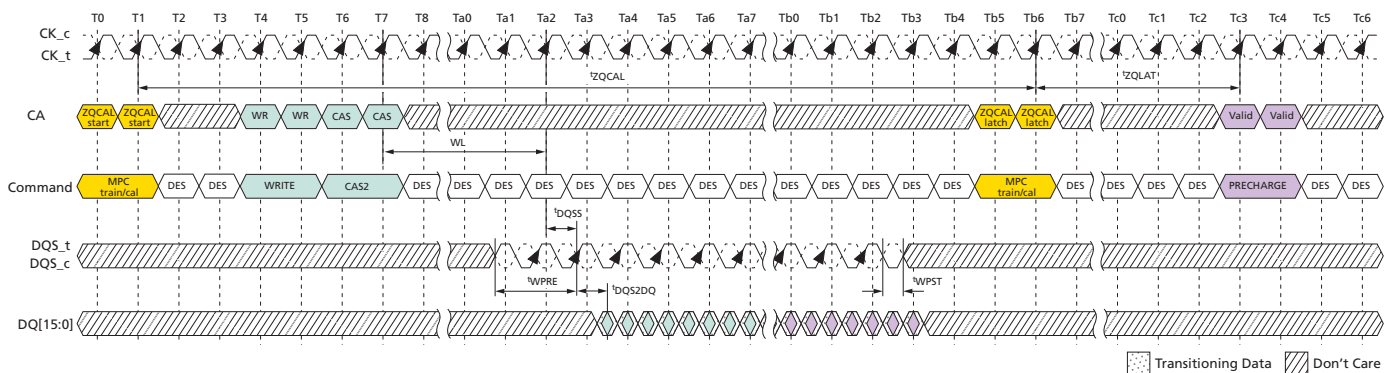 T0 T1 T2 T3 T4 T5 T6 T7 T8 Ta0 Ta1 Ta2 Ta3 Ta4 Ta5 Ta6 Ta7 Tb0 Tb1 Tb2 Tb3 Tb4 Tb5 Tb6 Tb7 Tc0 Tc1 Tc2 Tc3 Tc4 Tc5 Tc6
CK_c
CK_t
tZQCAL tZQLAT
CA ZQCAL start ZQCAL start WR WR CAS CAS ZQCAL latch ZQCAL latch Valid Valid
WL
Command MPC train/cal DES DES WRITE CAS2 DES DES DES DES DES DES DES DES DES DES DES DES DES DES MPC train/cal DES DES DES DES PRECHARGE DES DES
tDQSS
DQS_t
DQS_c
tWPRE tDQS2DQ tWPST
DQ[15:0]
Transitioning Data Don't Care